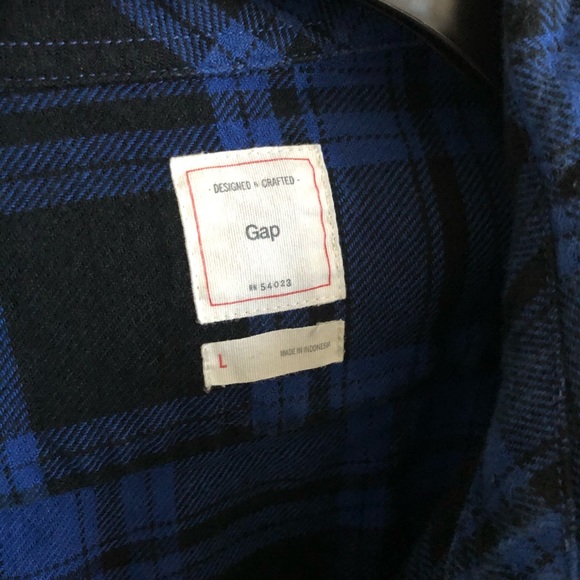 - DESIGNED & CRAFTED -
Gap
RN 54023
L
MADE IN INDONESIA